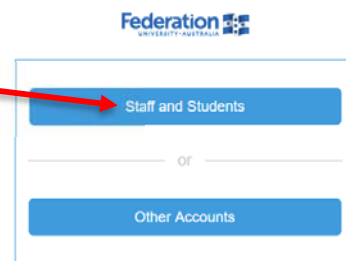 Federation
UNIVERSITY·AUSTRALIA
Staff and Students
or
Other Accounts